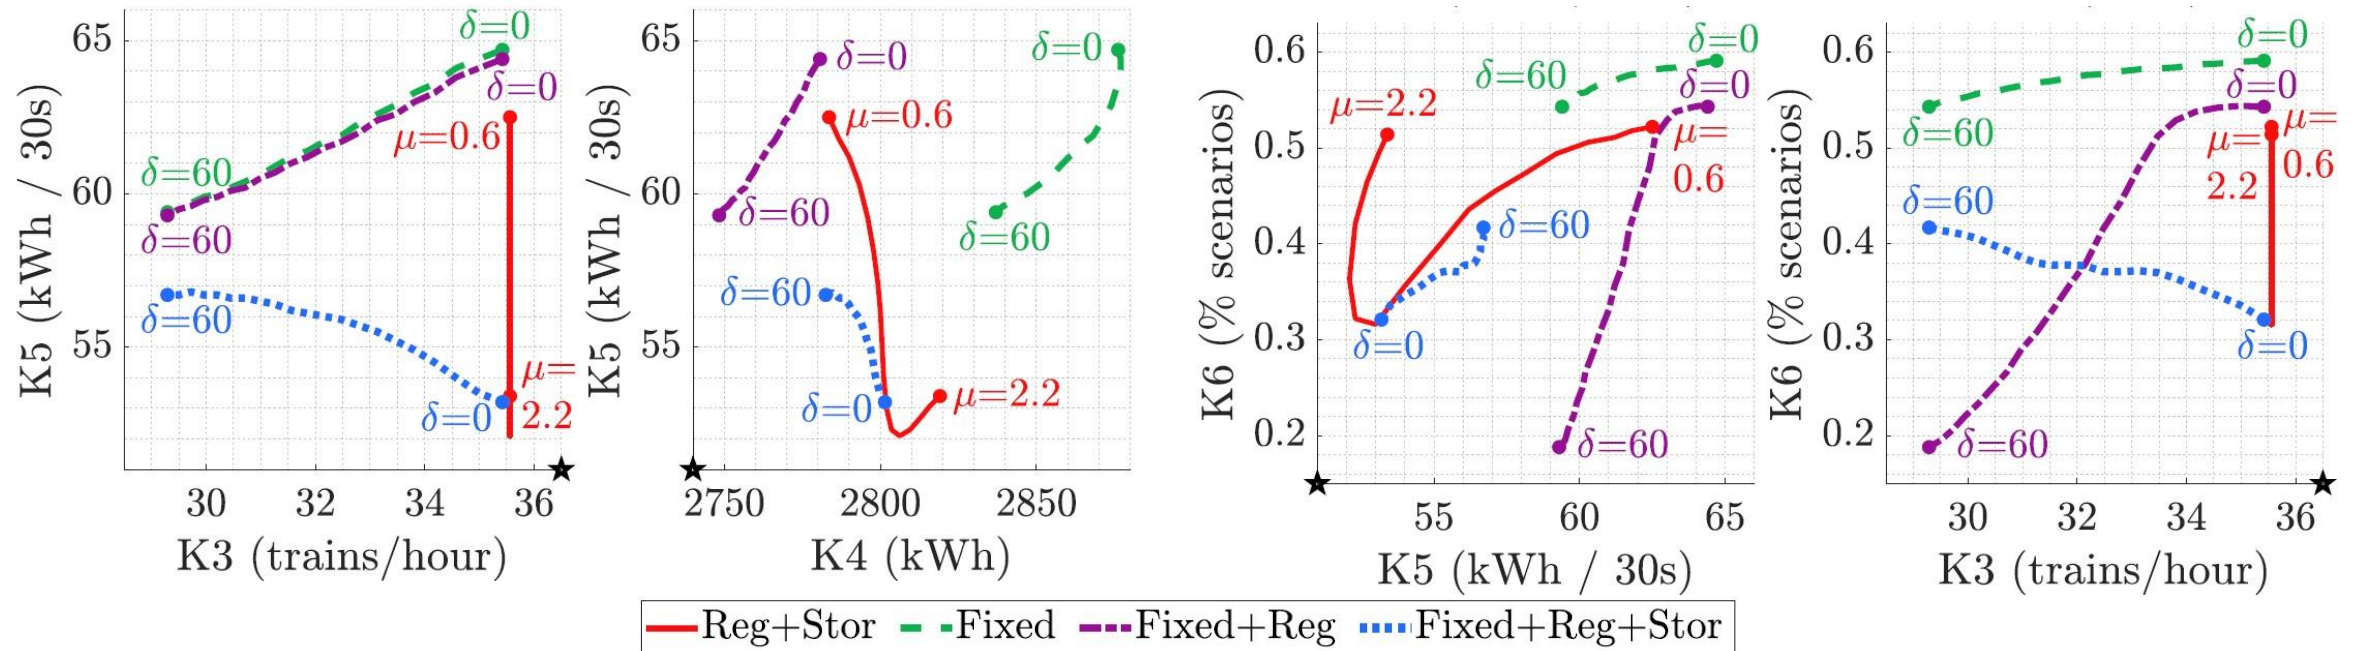 65
60
55
K5 (kWh / 30s)
δ=0
δ=0
μ=0.6
δ=60
δ=60
δ=60
μ=
2.2
δ=0
30 32 34 36
K3 (trains/hour)
65
60
55
K5 (kWh / 30s)
δ=0
δ=0
μ=0.6
δ=60
δ=60
δ=60
δ=0
μ=2.2
2750 2800 2850
K4 (kWh)
0.6
0.5
0.4
0.3
0.2
K6 (% scenarios)
δ=0
δ=60
δ=0
μ=2.2
μ=
0.6
δ=60
δ=0
δ=60
55 60 65
K5 (kWh / 30s)
0.6
0.5
0.4
0.3
0.2
K6 (% scenarios)
δ=0
δ=0
δ=60
μ=
0.6
μ=
2.2
δ=60
δ=0
δ=60
30 32 34 36
K3 (trains/hour)
Reg+Stor Fixed Fixed+Reg Fixed+Reg+Stor